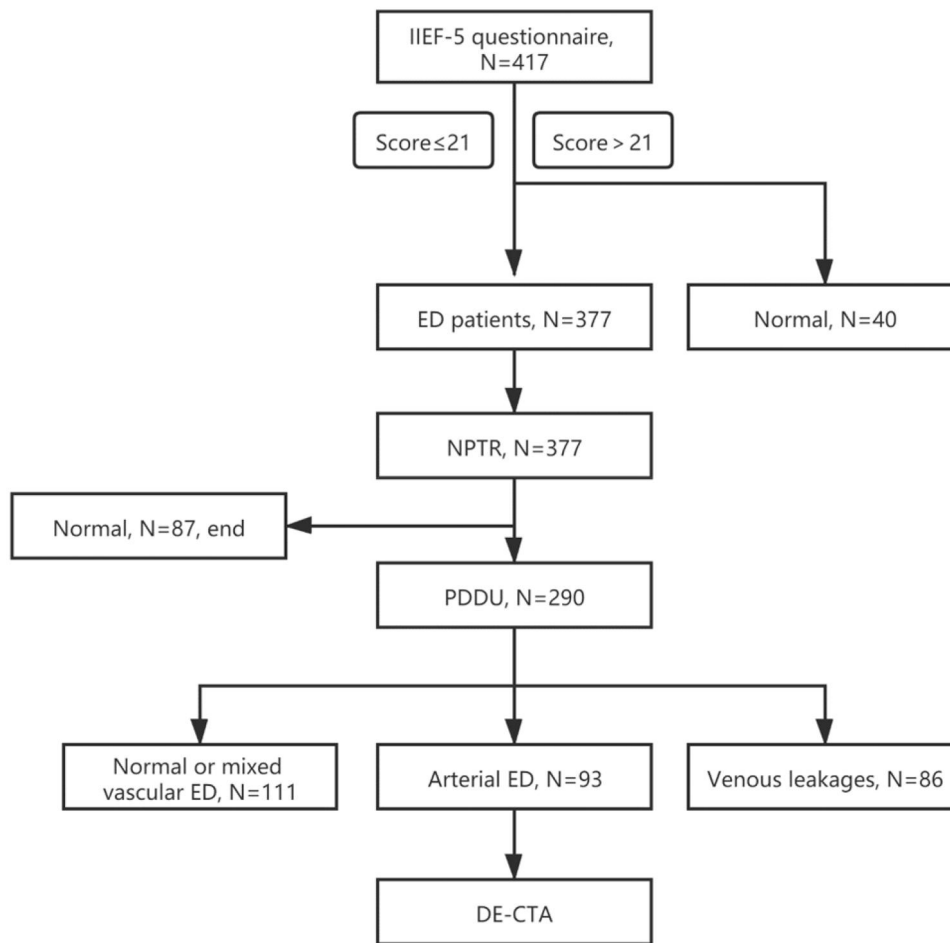 IIEF-5 questionnaire,
N=417
Score≤21
Score > 21
ED patients, N=377
Normal, N=40
NPTR, N=377
Normal, N=87, end
PDDU, N=290
Normal or mixed
vascular ED, N=111
Arterial ED, N=93
Venous leakages, N=86
DE-CTA